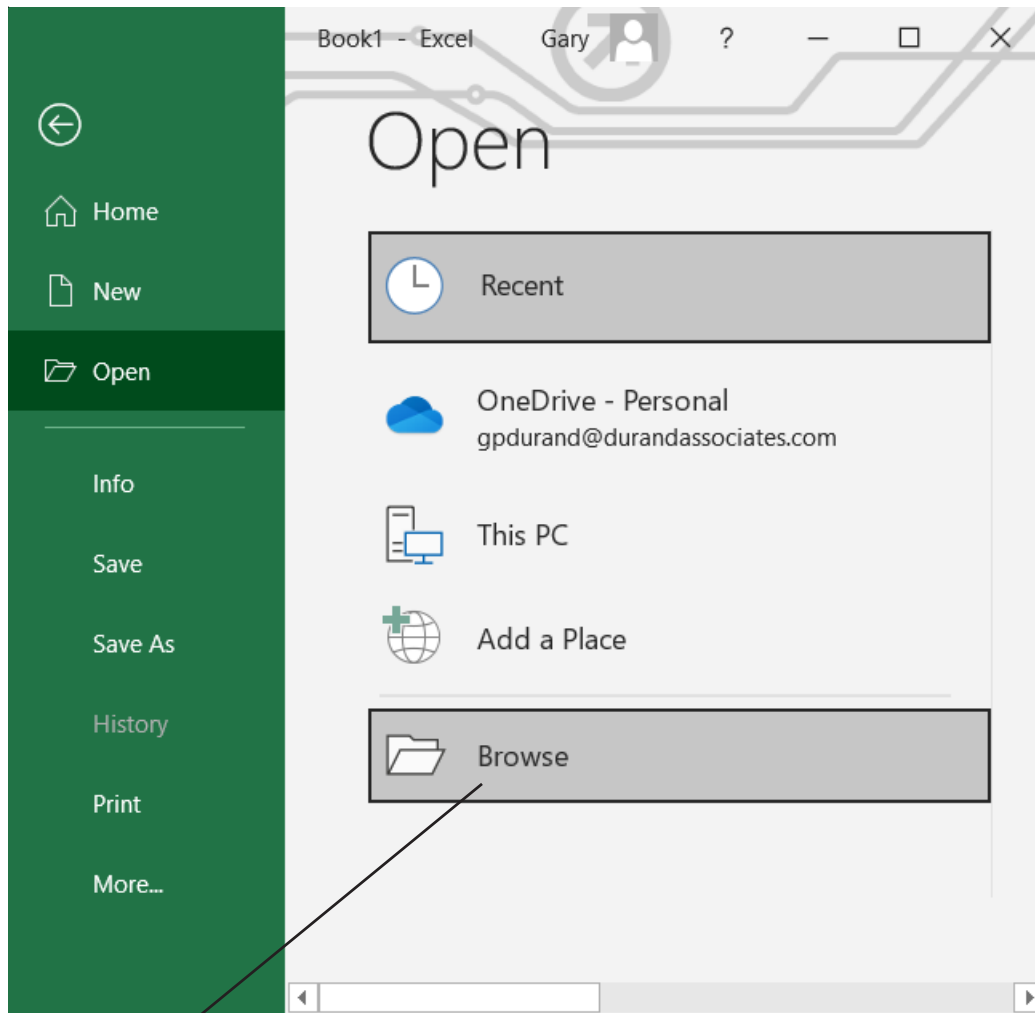 Book1 - Excel Gary ?
Open
Home
New
Open
Info
Save
Save As
History
Print
More...
Recent
OneDrive - Personal
gpdurand@durandassociates.com
This PC
Add a Place
Browse